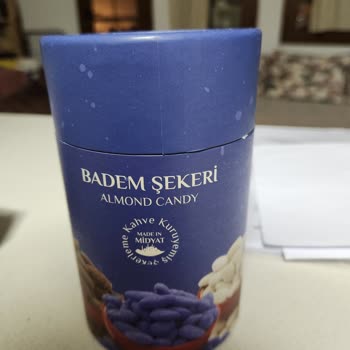 BADEM ŞEKERİ
ALMOND CANDY
Kahve Kuruyemiş Şekerleme
MADE IN
MİDYAT